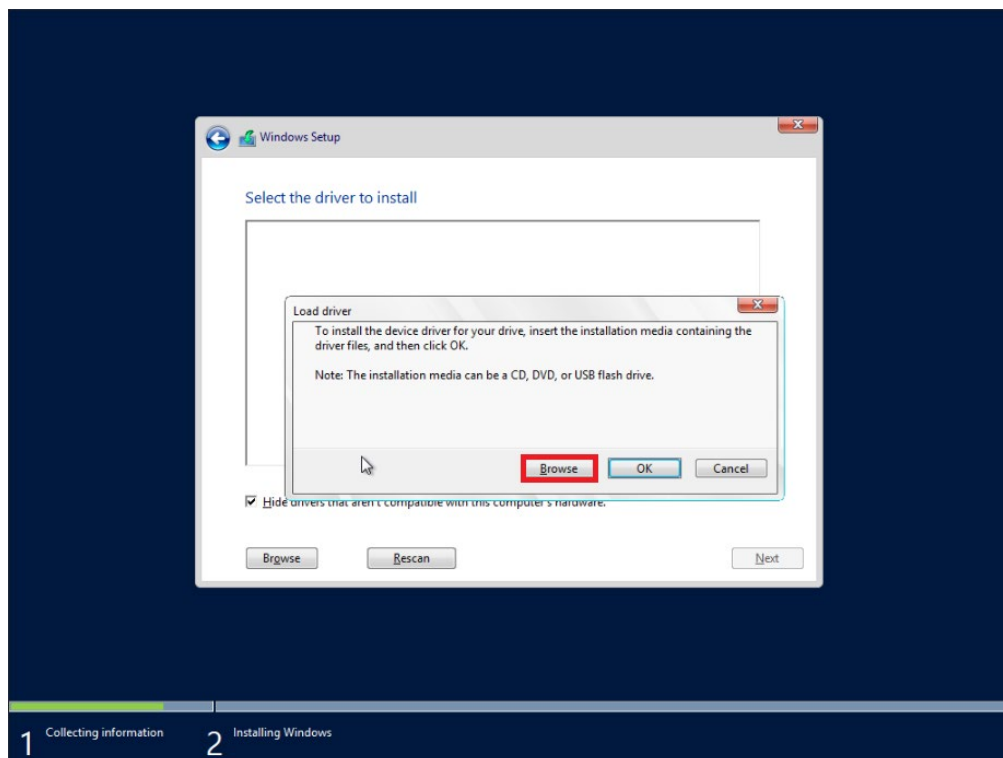 Windows Setup
Select the driver to install
Load driver
To install the device driver for your drive, insert the installation media containing the
driver files, and then click OK.
Note: The installation media can be a CD, DVD, or USB flash drive.
Browse OK Cancel
Hide drivers that aren't compatible with this computer's hardware.
Browse Rescan Next
1 Collecting information 2 Installing Windows